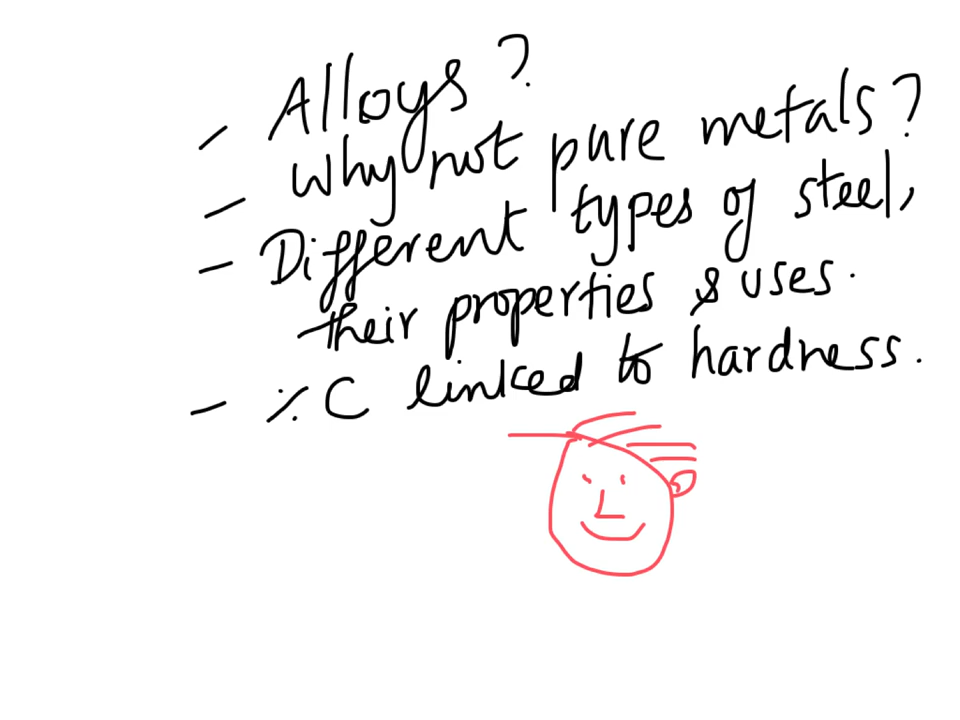 - Alloys?
- Why not pure metals?
- Different types of steel,
their properties & uses.
- % C linked to hardness.